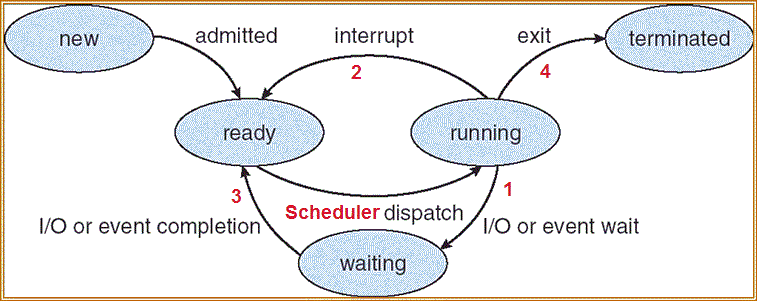 new
admitted
interrupt
exit
terminated
2
4
ready
running
3
1
Scheduler dispatch
I/O or event completion
I/O or event wait
waiting